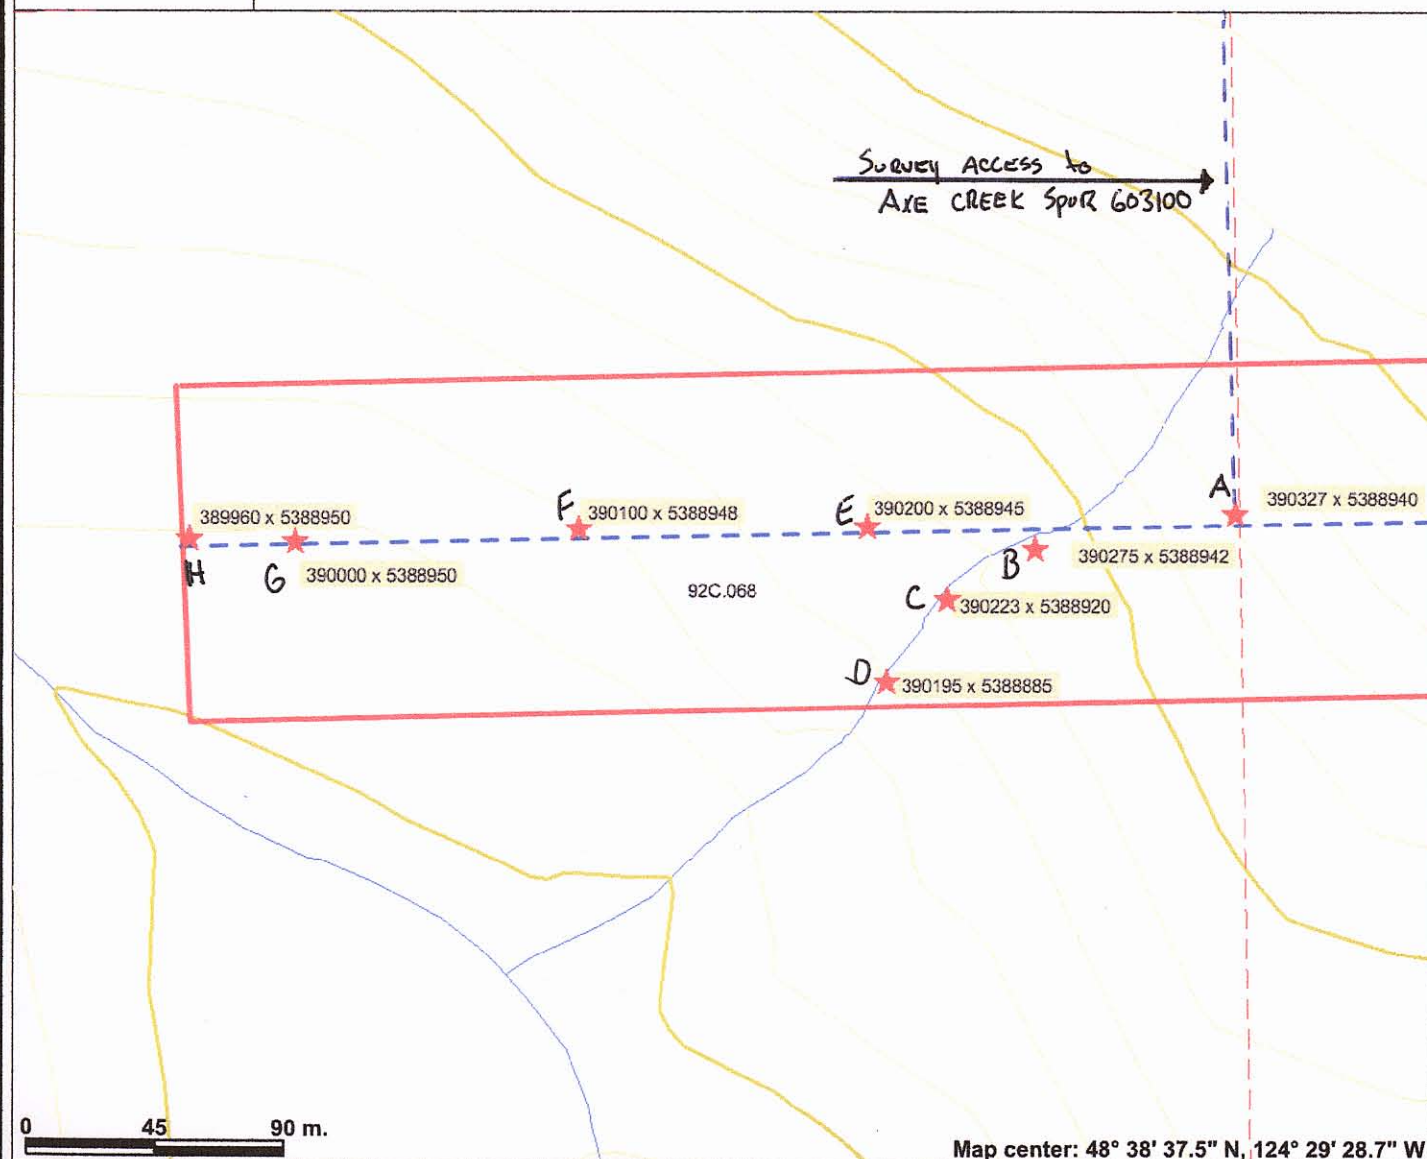 SURVEY ACCESS to
AXE CREEK SPUR 603100
A
390327 x 5388940
F
390100 x 5388948
E
390200 x 5388945
389960 x 5388950
H
G
390000 x 5388950
B
390275 x 5388942
92C.068
C
390223 x 5388920
D
390195 x 5388885
0 45 90 m.
Map center: 48° 38' 37.5" N, 124° 29' 28.7" W